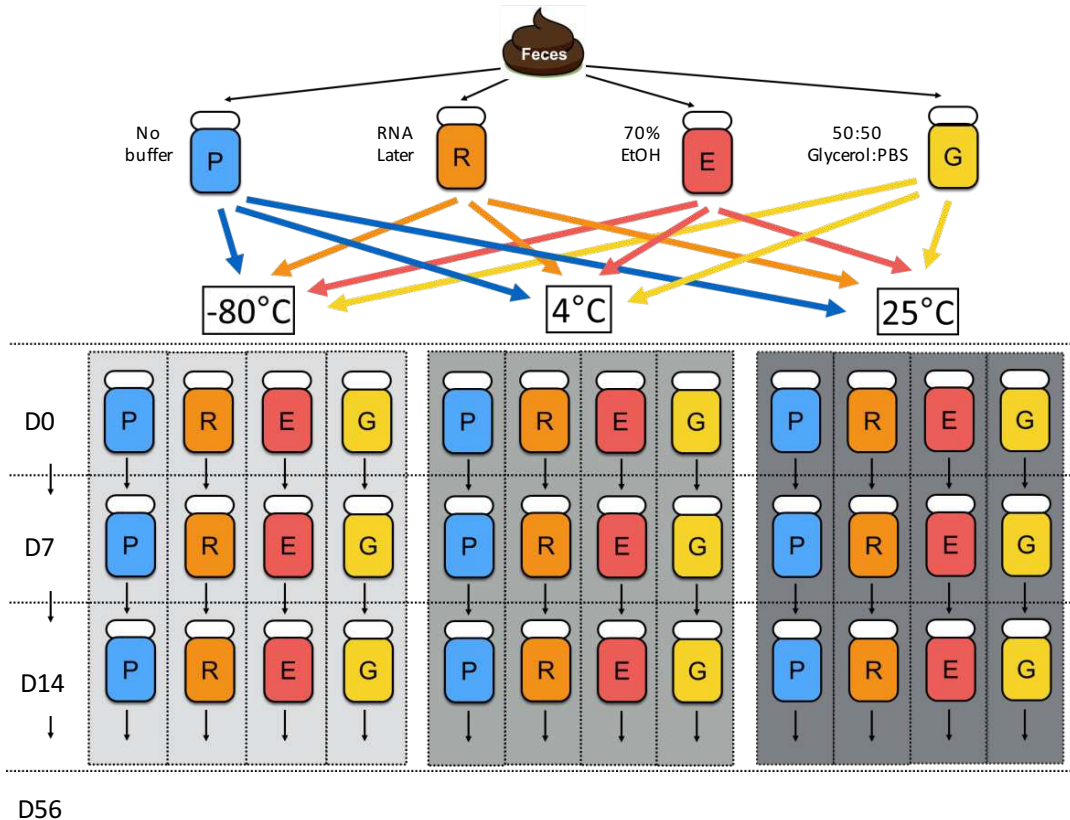 Feces
No
buffer
P
RNA
Later
R
70%
EtOH
E
50:50
Glycerol:PBS
G
-80°C
4°C
25°C
D0
P R E G P R E G P R E G
D7
P R E G P R E G P R E G
D14
P R E G P R E G P R E G
D56